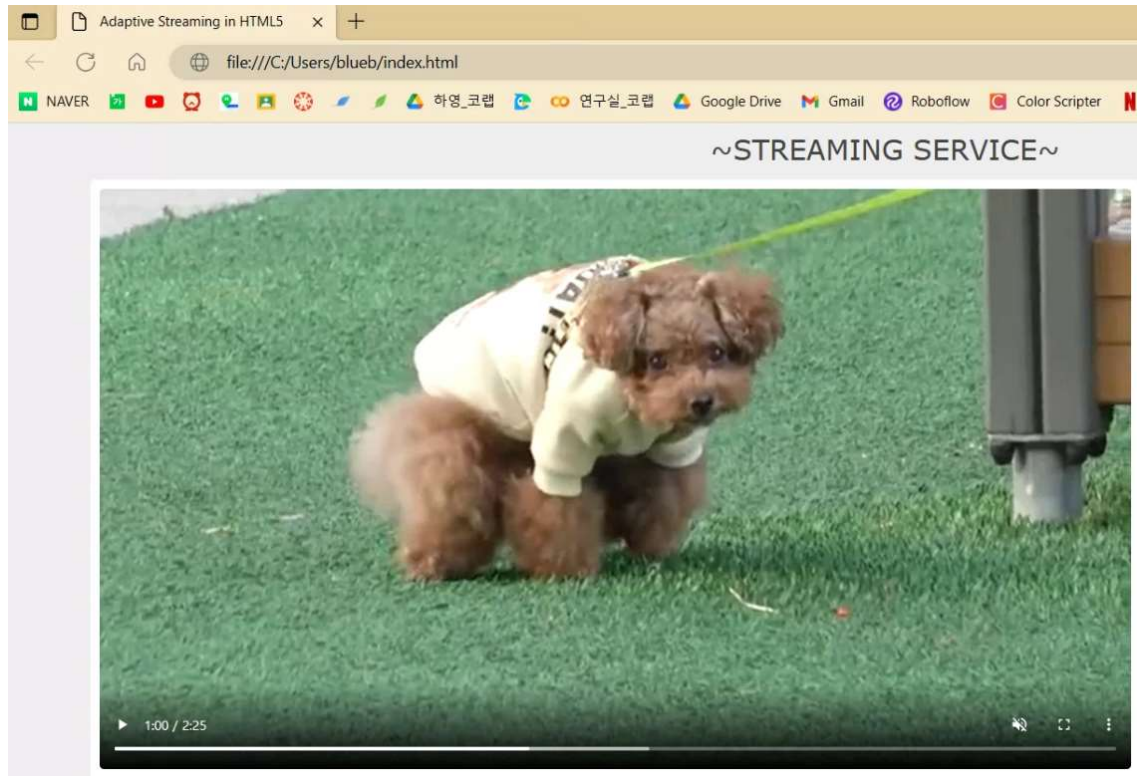 Adaptive Streaming in HTML5
file:///C:/Users/blueb/index.html
NAVER 하영_코랩 연구실_코랩 Google Drive Gmail Roboflow Color Scripter
~STREAMING SERVICE~
1:00 / 2:25